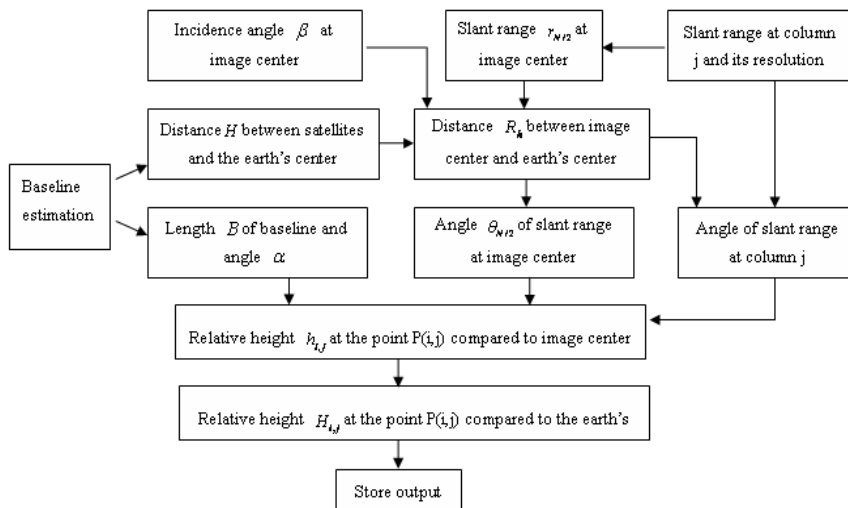 Incidence angle β at
image center
Slant range r_{N/2} at
image center
Slant range at column
j and its resolution
Distance H between satellites
and the earth's center
Distance R_h between image
center and earth's center
Baseline
estimation
Length B of baseline and
angle α
Angle θ_{N/2} of slant range
at image center
Angle of slant range
at column j
Relative height h_{i,j} at the point P(i,j) compared to image center
Relative height H_{i,j} at the point P(i,j) compared to the earth's
Store output